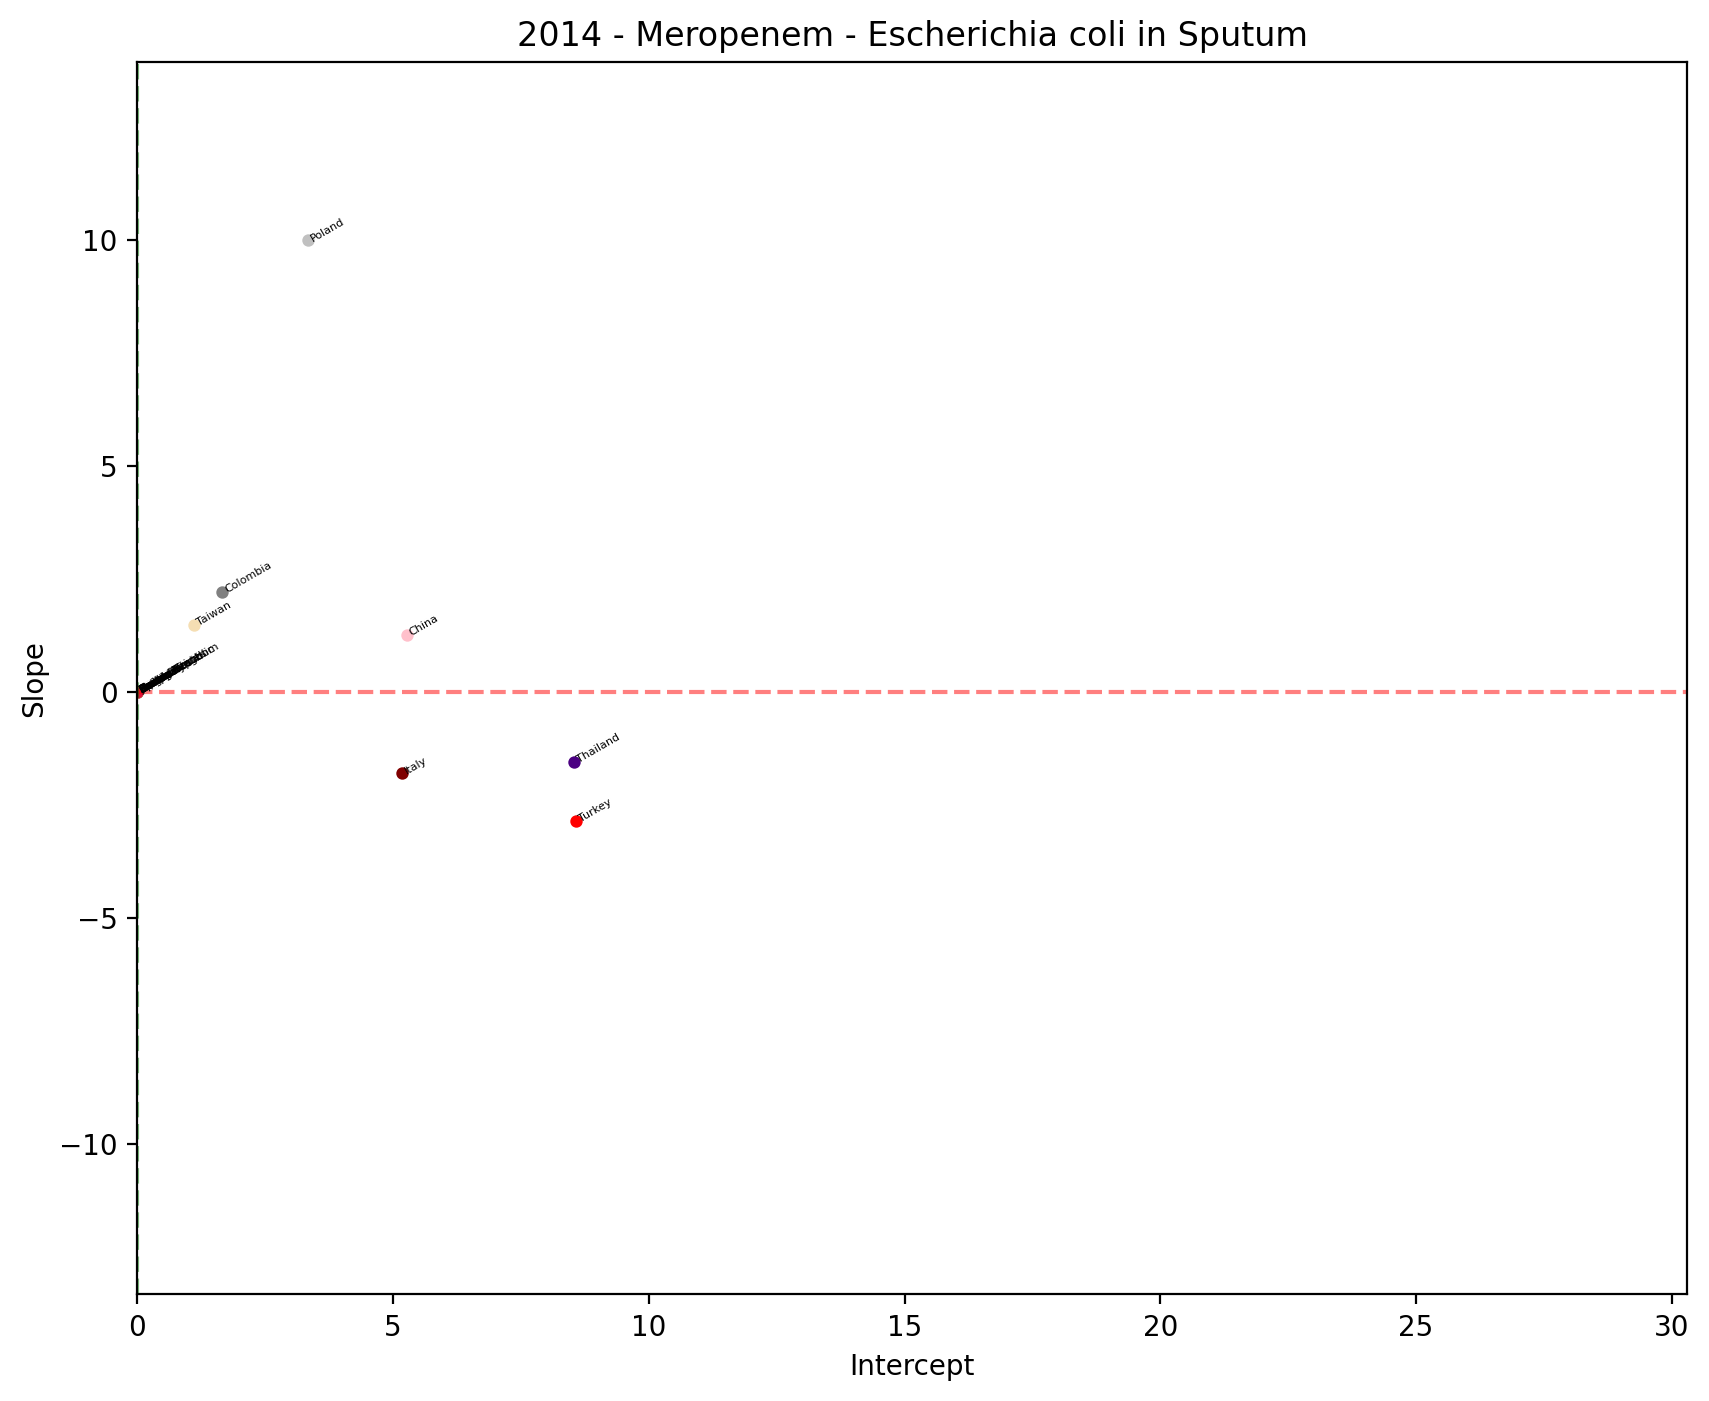 2014 - Meropenem - Escherichia coli in Sputum
Slope
10
5
0
−5
−10
Poland
Colombia
Taiwan
China
Thailand
Italy
Turkey
0
5
10
15
20
25
30
Intercept